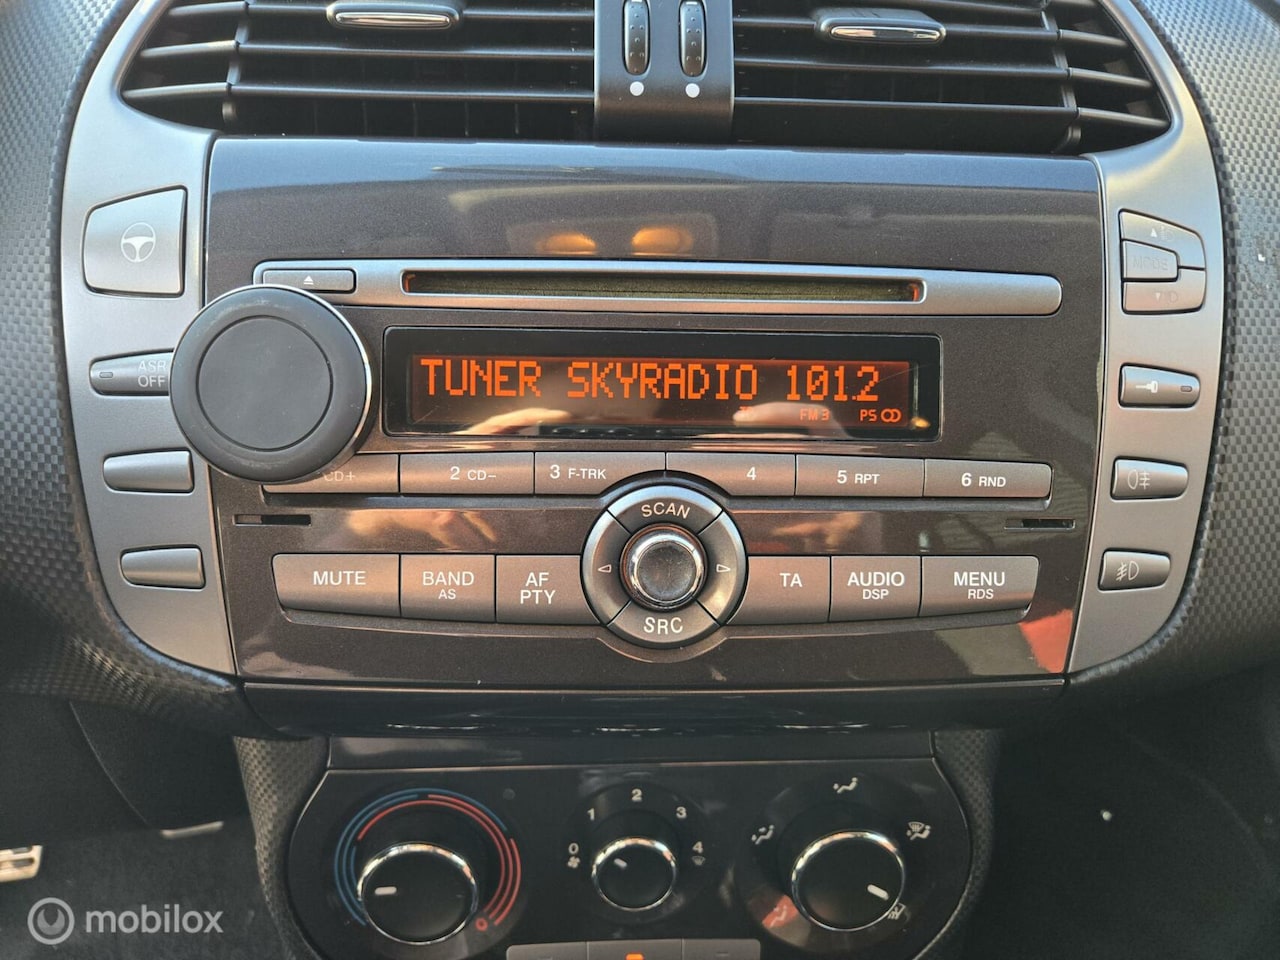 MODE
ASR
OFF
TUNER SKYRADIO 101.2
FM 3 PS
CD+ 2 CD- 3 F-TRK 4 5 RPT 6 RND
SCAN
MUTE BAND AS AF PTY TA AUDIO DSP MENU RDS
SRC
0 1 2 3 4
mobilox